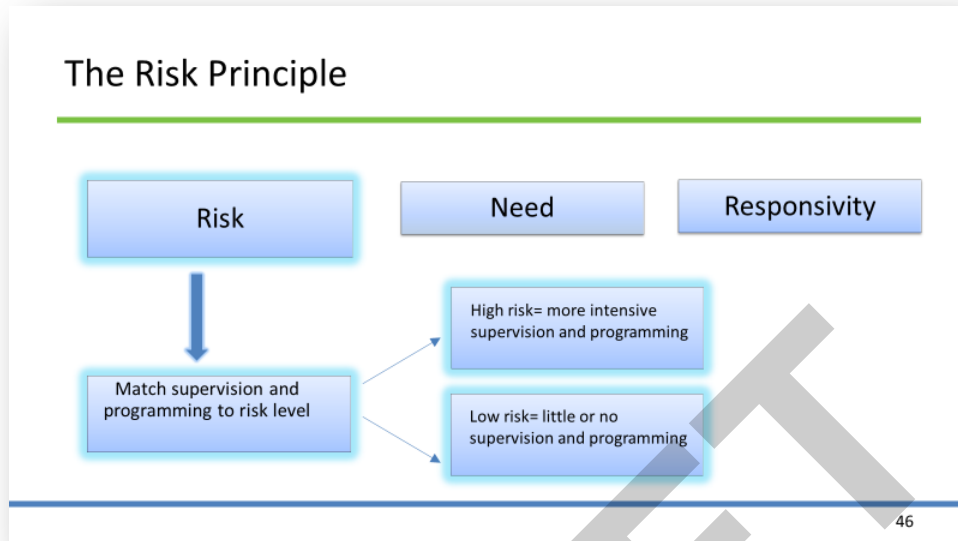 The Risk Principle
Risk
Need
Responsivity
Match supervision and
programming to risk level
High risk= more intensive
supervision and programming
Low risk= little or no
supervision and programming
46